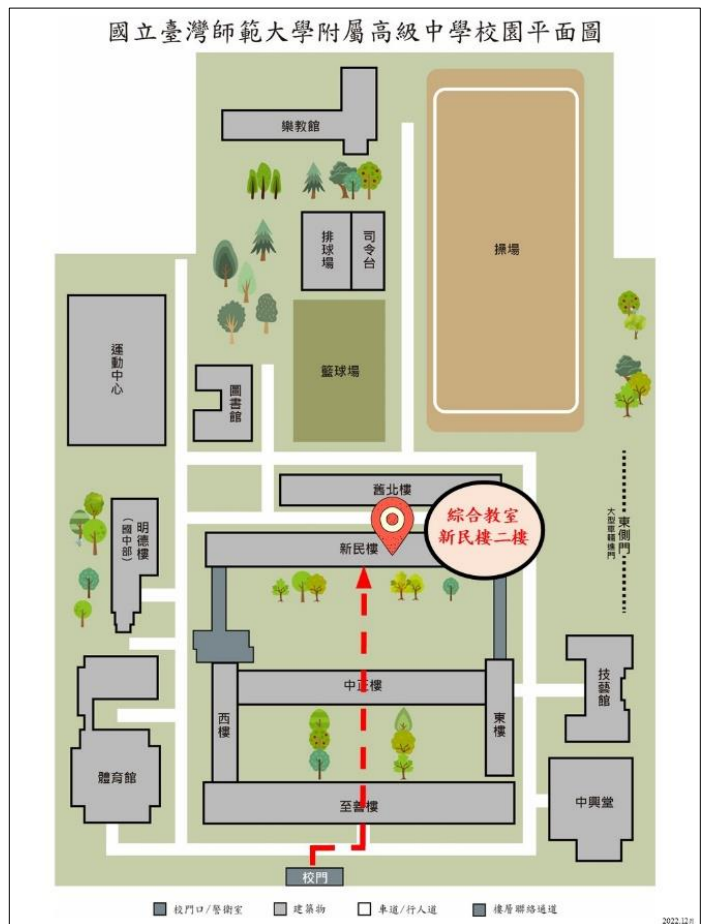 國立臺灣師範大學附屬高級中學校園平面圖
樂教館
排球場
司令台
操場
運動中心
圖書館
籃球場
舊北樓
綜合教室
新民樓二樓
新民樓
明德樓
(國中部)
東側門
大型車輛進門
中正樓
西樓
東樓
技藝館
體育館
至善樓
中興堂
校門
校門口/警衛室
建築物
車道/行人道
樓層聯絡通道
2022.12月